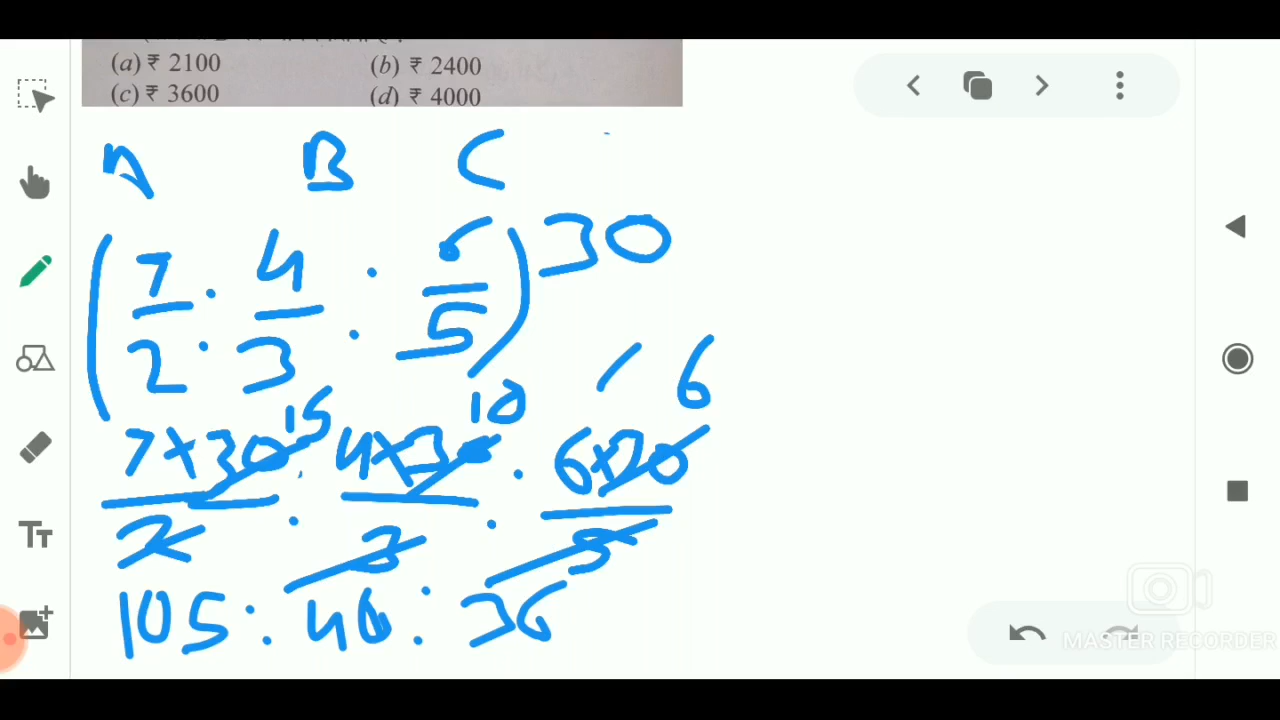 (a) ₹ 2100 (b) ₹ 2400
(c) ₹ 3600 (d) ₹ 4000
A B C
( 7/2 : 4/3 : 6/5 ) 30
15 10 6
7×30/2 : 4×30/3 : 6×30/5
105 : 40 : 36
TT
MASTER RECORDER